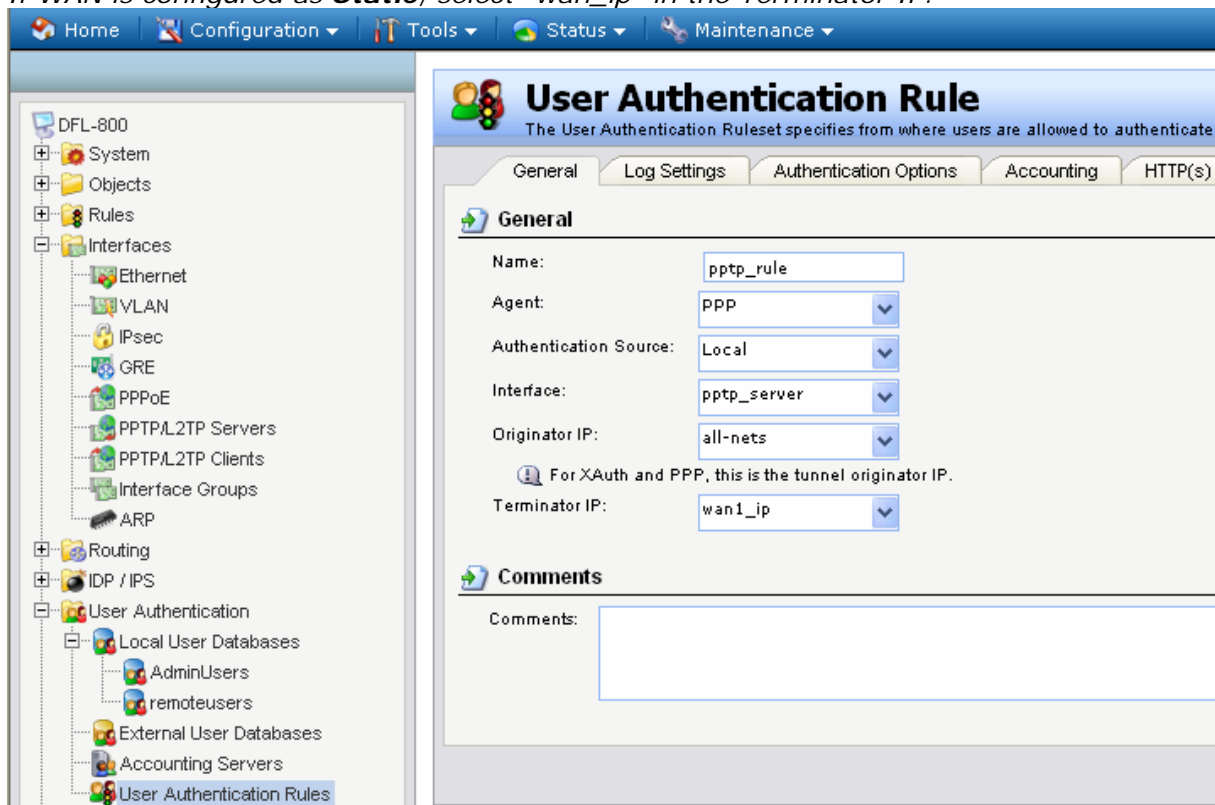 If WAN is configured as Static, select "wan_ip" in the Terminator IP.
Home Configuration Tools Status Maintenance
DFL-800
System
Objects
Rules
Interfaces
Ethernet
VLAN
IPsec
GRE
PPPoE
PPTP/L2TP Servers
PPTP/L2TP Clients
Interface Groups
ARP
Routing
IDP / IPS
User Authentication
Local User Databases
AdminUsers
remoteusers
External User Databases
Accounting Servers
User Authentication Rules
User Authentication Rule
The User Authentication Ruleset specifies from where users are allowed to authenticate
General Log Settings Authentication Options Accounting HTTP(s)
General
Name: pptp_rule
Agent: PPP
Authentication Source: Local
Interface: pptp_server
Originator IP: all-nets
For XAuth and PPP, this is the tunnel originator IP.
Terminator IP: wan1_ip
Comments
Comments: